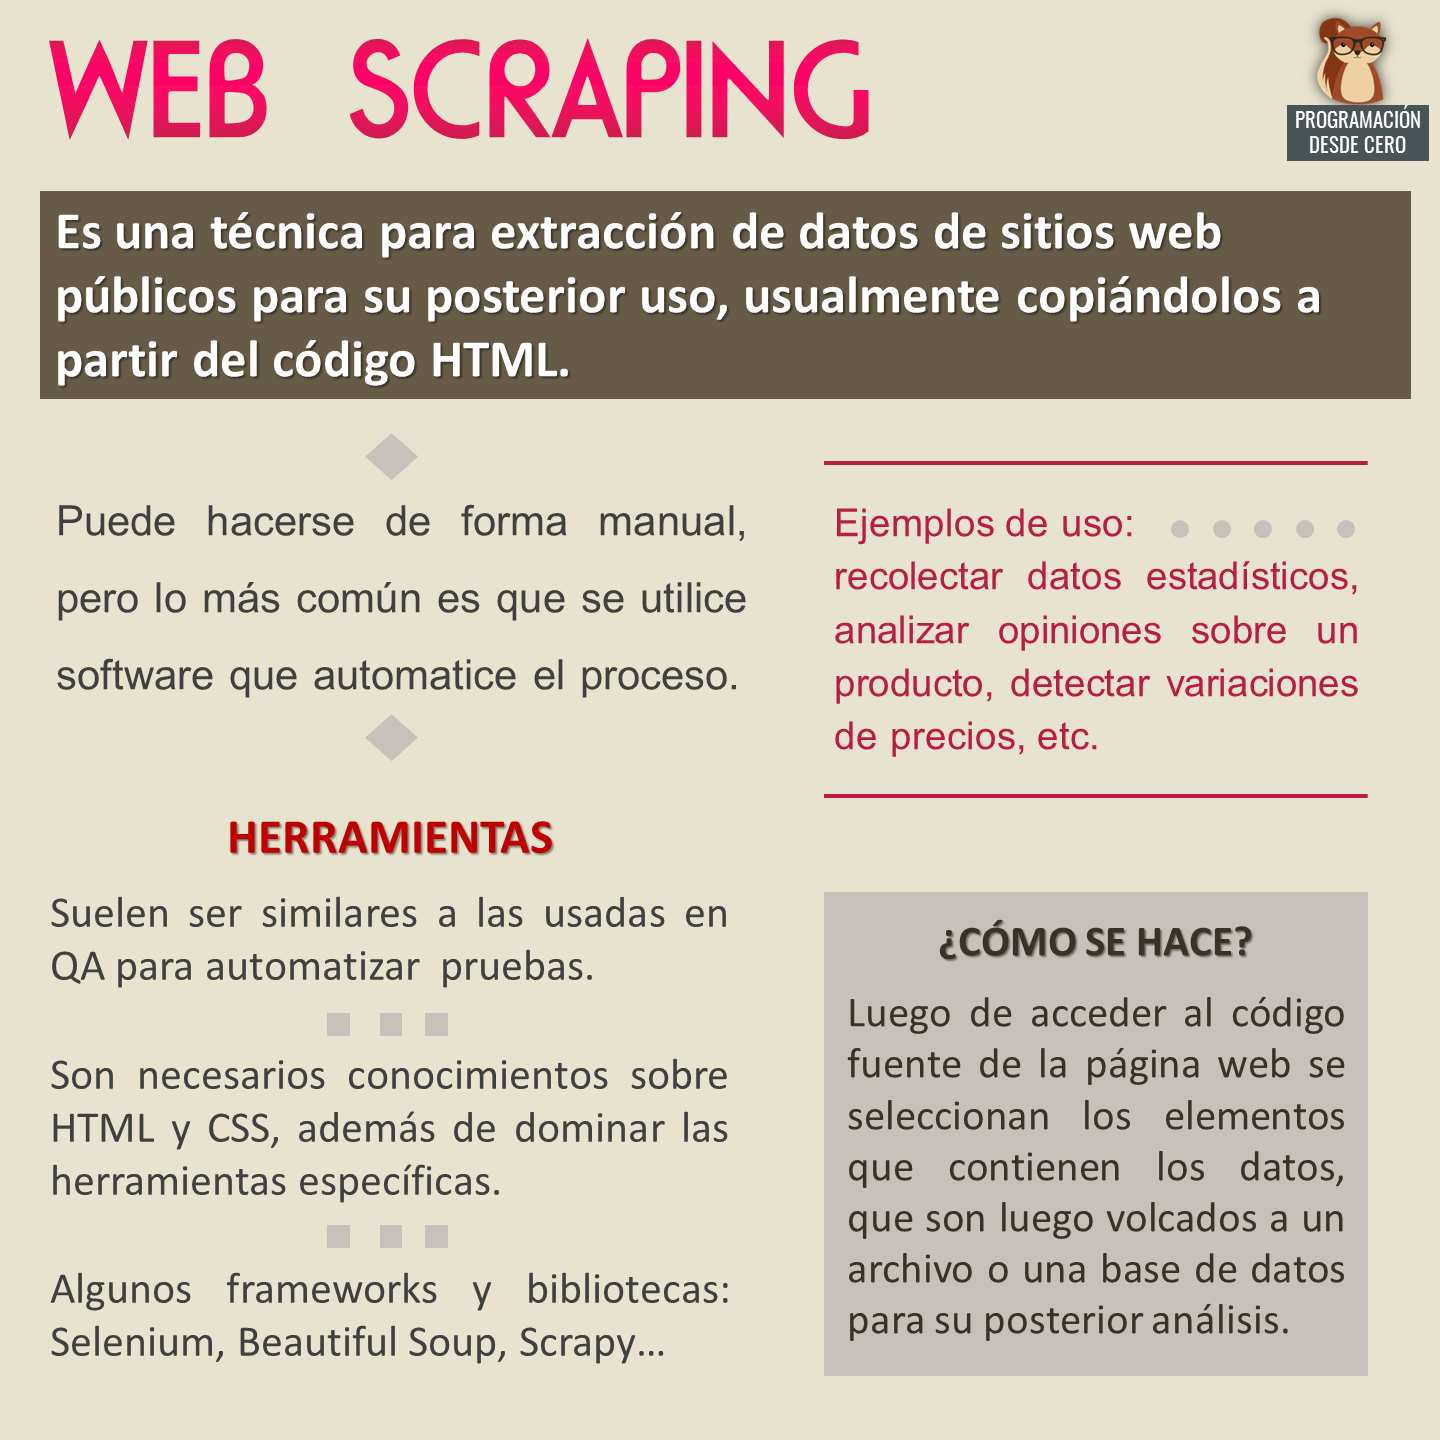 WEB SCRAPING
PROGRAMACIÓN
DESDE CERO
Es una técnica para extracción de datos de sitios web
públicos para su posterior uso, usualmente copiándolos a
partir del código HTML.
Puede hacerse de forma manual,
pero lo más común es que se utilice
software que automatice el proceso.
Ejemplos de uso:
recolectar datos estadísticos,
analizar opiniones sobre un
producto, detectar variaciones
de precios, etc.
HERRAMIENTAS
Suelen ser similares a las usadas en
QA para automatizar pruebas.
Son necesarios conocimientos sobre
HTML y CSS, además de dominar las
herramientas específicas.
Algunos frameworks y bibliotecas:
Selenium, Beautiful Soup, Scrapy...
¿CÓMO SE HACE?
Luego de acceder al código
fuente de la página web se
seleccionan los elementos
que contienen los datos,
que son luego volcados a un
archivo o una base de datos
para su posterior análisis.